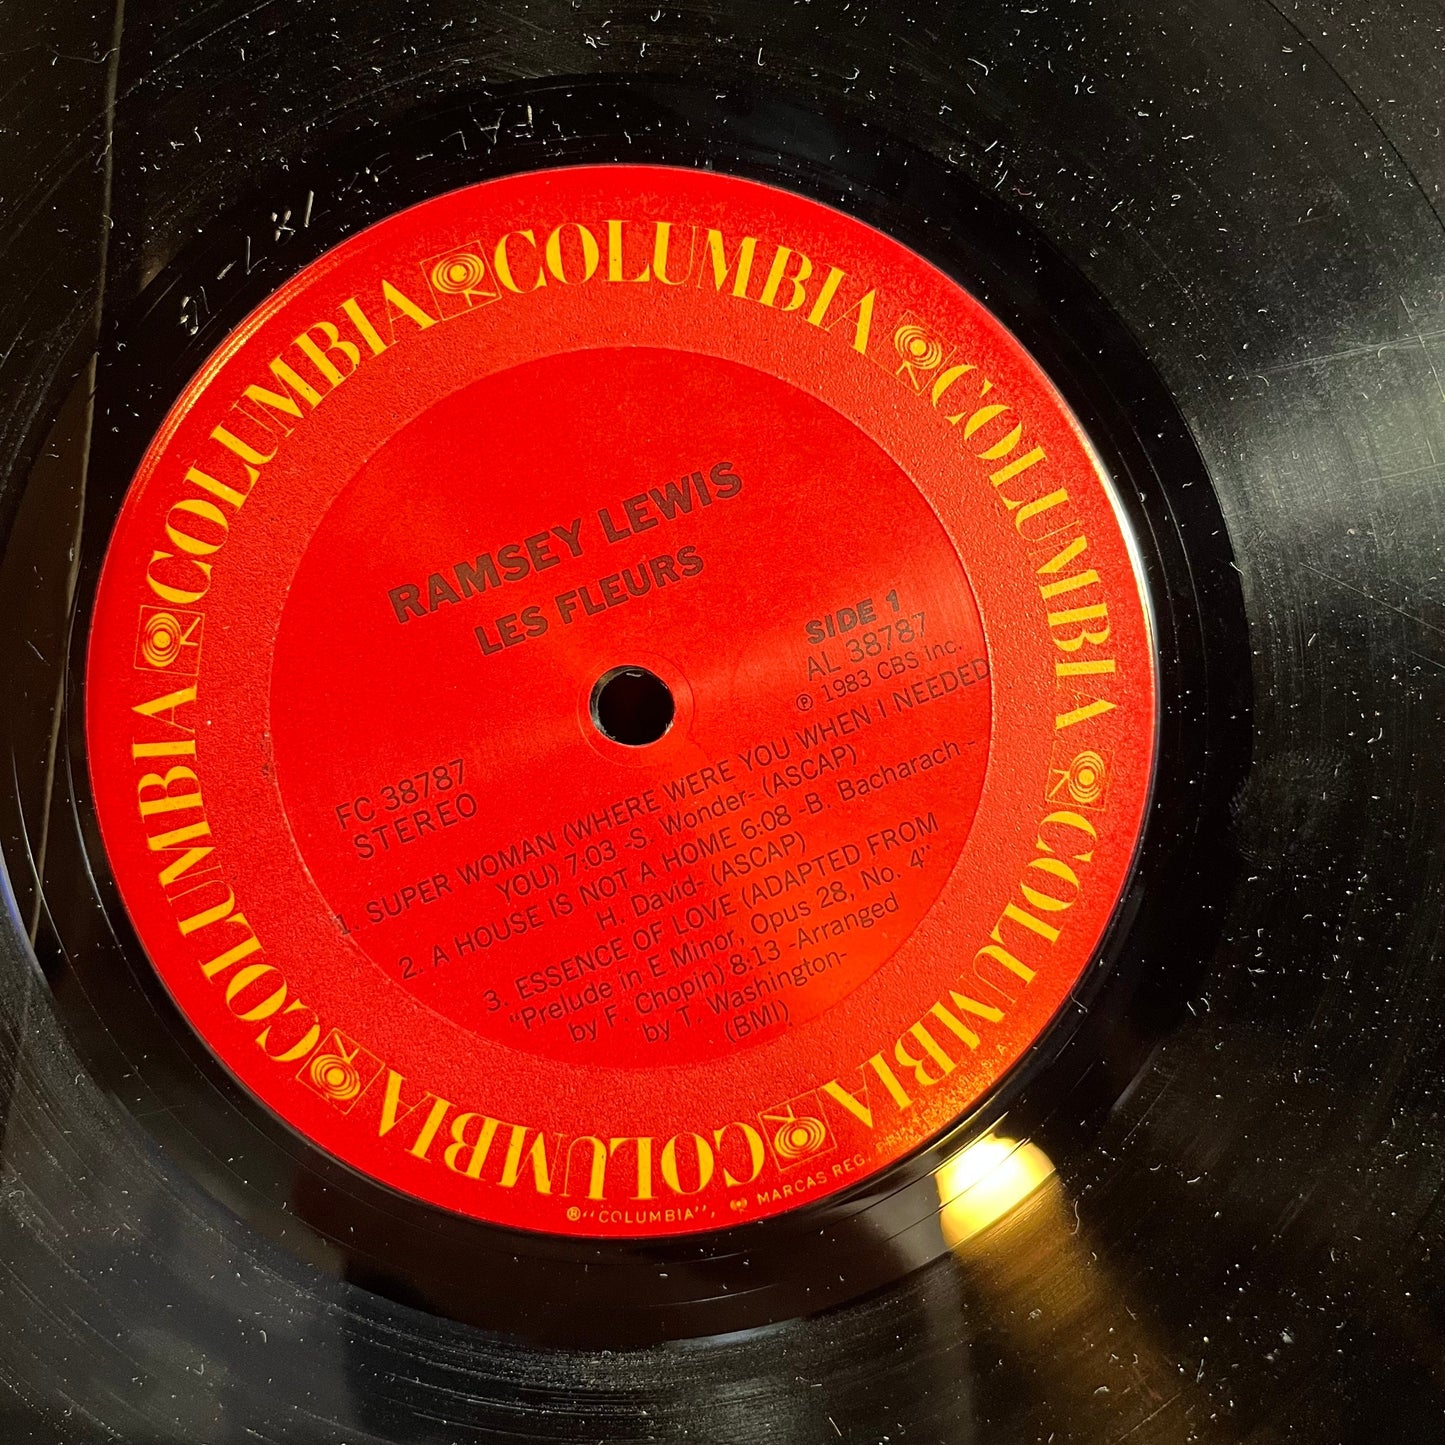 COLUMBIA COLUMBIA COLUMBIA COLUMBIA COLUMBIA COLUMBIA
RAMSEY LEWIS
LES FLEURS
SIDE 1
AL 38787
℗ 1983 CBS Inc.
FC 38787
STEREO
1. SUPER WOMAN (WHERE WERE YOU WHEN I NEEDED
YOU) 7:03 -S. Wonder- (ASCAP)
2. A HOUSE IS NOT A HOME 6:08 -B. Bacharach -
H. David- (ASCAP)
3. ESSENCE OF LOVE (ADAPTED FROM
"Prelude in E Minor, Opus 28, No. 4"
by F. Chopin) 8:13 -Arranged
by T. Washington-
(BMI)
® "COLUMBIA", MARCAS REG.